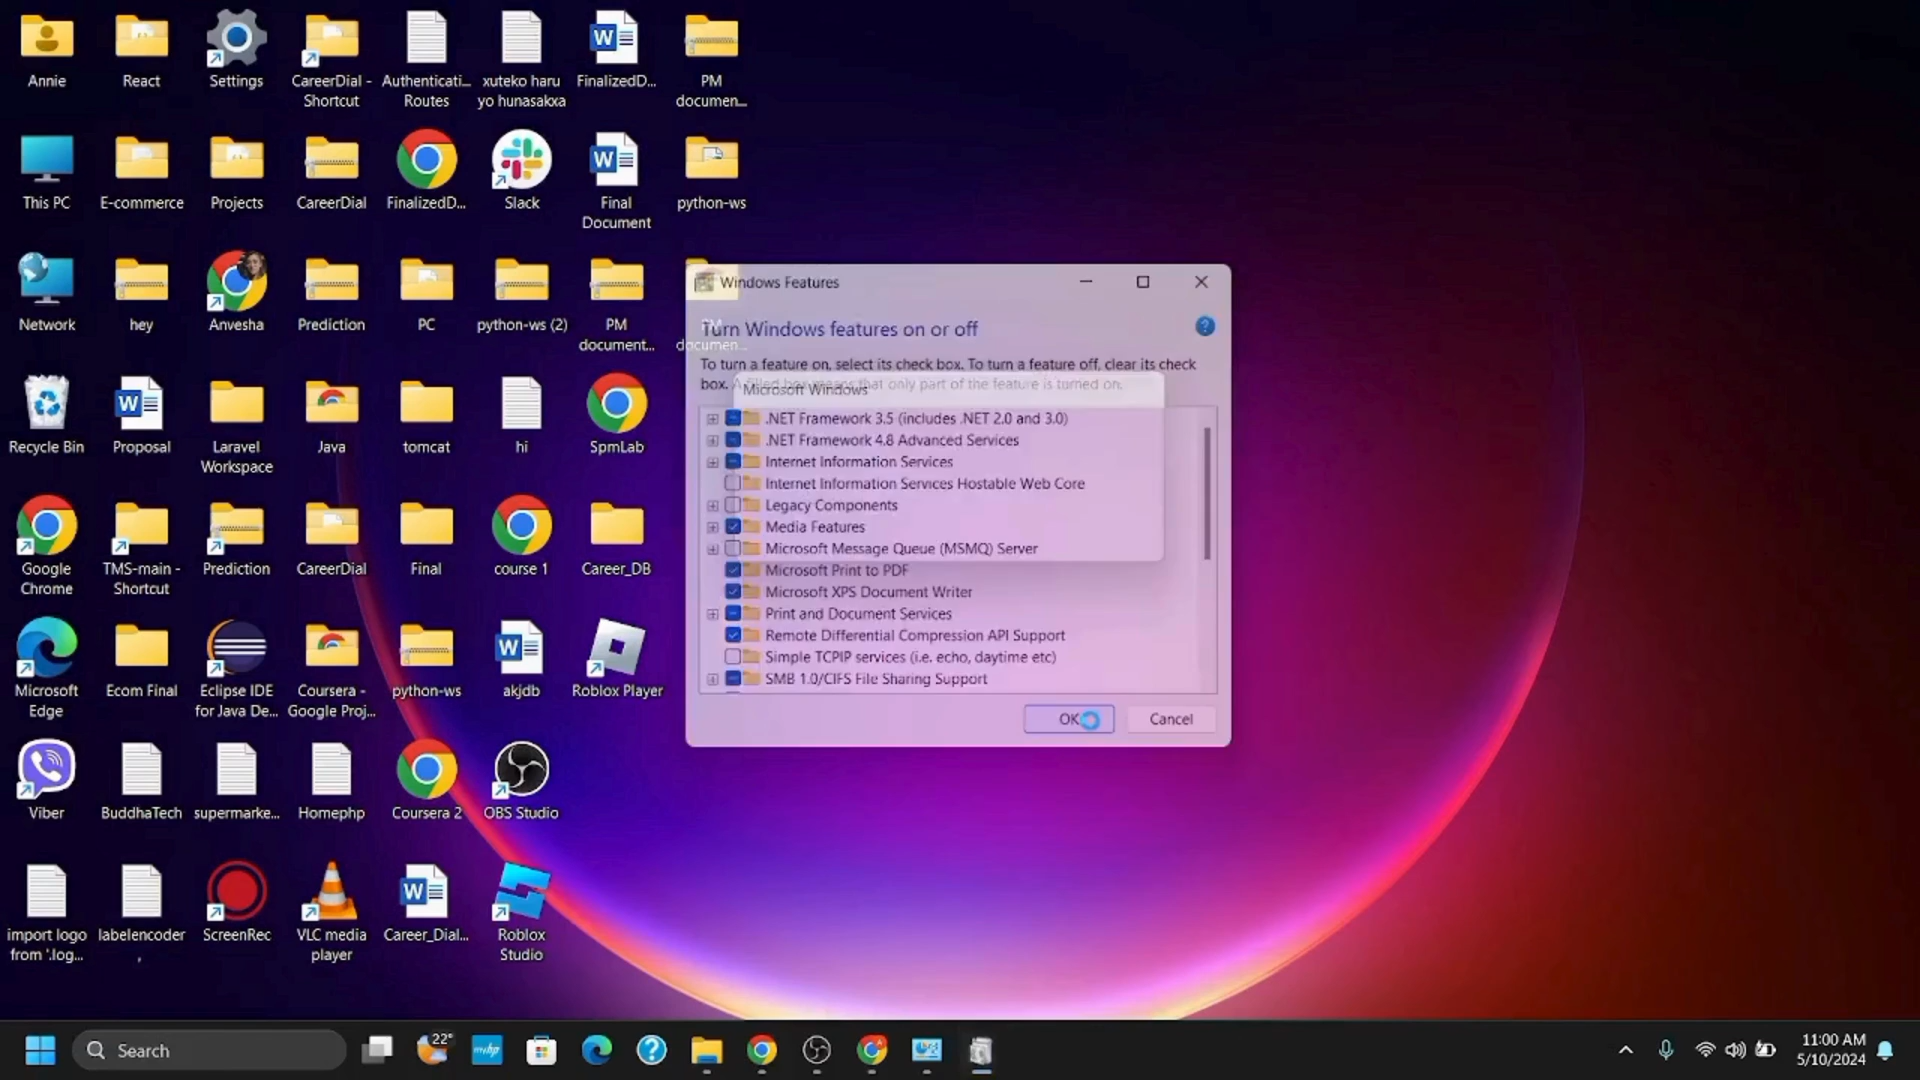 Annie
React
Settings
CareerDial -
Shortcut
Authenticati...
Routes
xuteko haru
yo hunasakxa
FinalizedD...
PM
documen...
This PC
E-commerce
Projects
CareerDial
FinalizedD...
Slack
Final
Document
python-ws
Network
hey
Anvesha
Prediction
PC
python-ws (2)
PM
document...
PM
documen...
Recycle Bin
Proposal
Laravel
Workspace
Java
tomcat
hi
SpmLab
Google
Chrome
TMS-main -
Shortcut
Prediction
CareerDial
Final
course 1
Career_DB
Microsoft
Edge
Ecom Final
Eclipse IDE
for Java De...
Coursera -
Google Proj...
python-ws
akjdb
Roblox Player
Viber
BuddhaTech
supermarke...
Homephp
Coursera 2
OBS Studio
import logo
from '.log...
labelencoder
,
ScreenRec
VLC media
player
Career_Dial...
Roblox
Studio
Windows Features
Turn Windows features on or off
To turn a feature on, select its check box. To turn a feature off, clear its check
box. A filled box means that only part of the feature is turned on.
Microsoft Windows
.NET Framework 3.5 (includes .NET 2.0 and 3.0)
.NET Framework 4.8 Advanced Services
Internet Information Services
Internet Information Services Hostable Web Core
Legacy Components
Media Features
Microsoft Message Queue (MSMQ) Server
Microsoft Print to PDF
Microsoft XPS Document Writer
Print and Document Services
Remote Differential Compression API Support
Simple TCPIP services (i.e. echo, daytime etc)
SMB 1.0/CIFS File Sharing Support
OK
Cancel
Search
22°
myhp
11:00 AM
5/10/2024